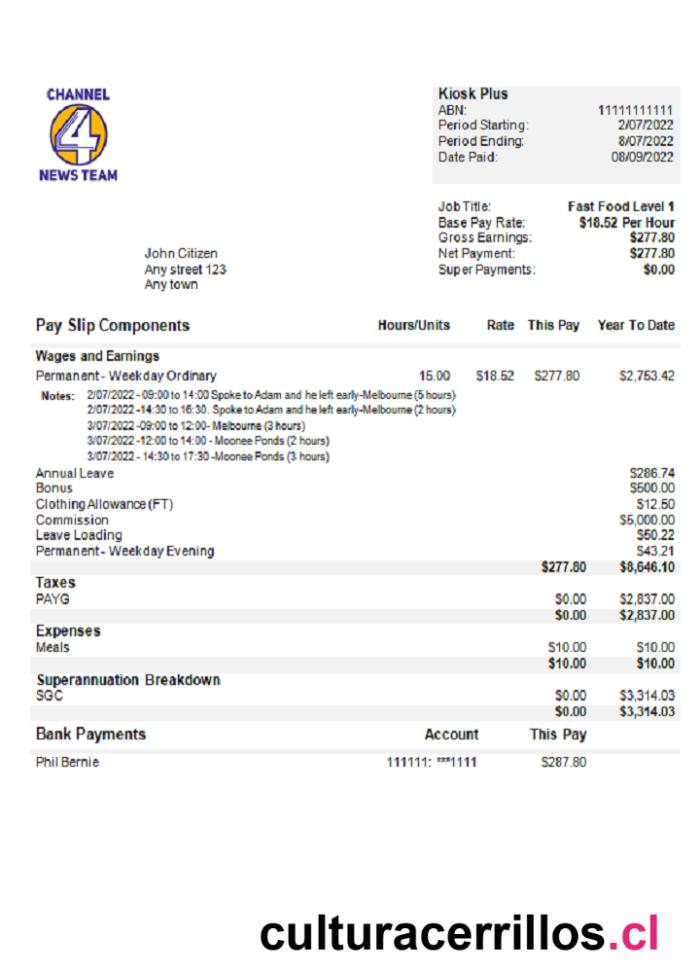 CHANNEL
4
NEWS TEAM
Kiosk Plus
ABN: 11111111111
Period Starting: 2/07/2022
Period Ending: 8/07/2022
Date Paid: 08/09/2022
Job Title: Fast Food Level 1
Base Pay Rate: $18.52 Per Hour
Gross Earnings: $277.80
Net Payment: $277.80
Super Payments: $0.00
John Citizen
Any street 123
Any town
Pay Slip Components Hours/Units Rate This Pay Year To Date
Wages and Earnings
Permanent - Weekday Ordinary 15.00 $18.52 $277.80 $2,753.42
Notes: 2/07/2022 - 09:00 to 14:00 Spoke to Adam and he left early-Melbourne (5 hours)
2/07/2022 -14:30 to 16:30. Spoke to Adam and he left early-Melbourne (2 hours)
3/07/2022 -09:00 to 12:00- Melbourne (3 hours)
3/07/2022 -12:00 to 14:00 - Moonee Ponds (2 hours)
3/07/2022 - 14:30 to 17:30 -Moonee Ponds (3 hours)
Annual Leave $286.74
Bonus $500.00
Clothing Allowance (FT) $12.50
Commission $5,000.00
Leave Loading $50.22
Permanent - Weekday Evening $43.21
$277.80 $8,646.10
Taxes
PAYG $0.00 $2,837.00
$0.00 $2,837.00
Expenses
Meals $10.00 $10.00
$10.00 $10.00
Superannuation Breakdown
SGC $0.00 $3,314.03
$0.00 $3,314.03
Bank Payments Account This Pay
Phil Bernie 111111: ***1111 $287.80
culturacerrillos.cl